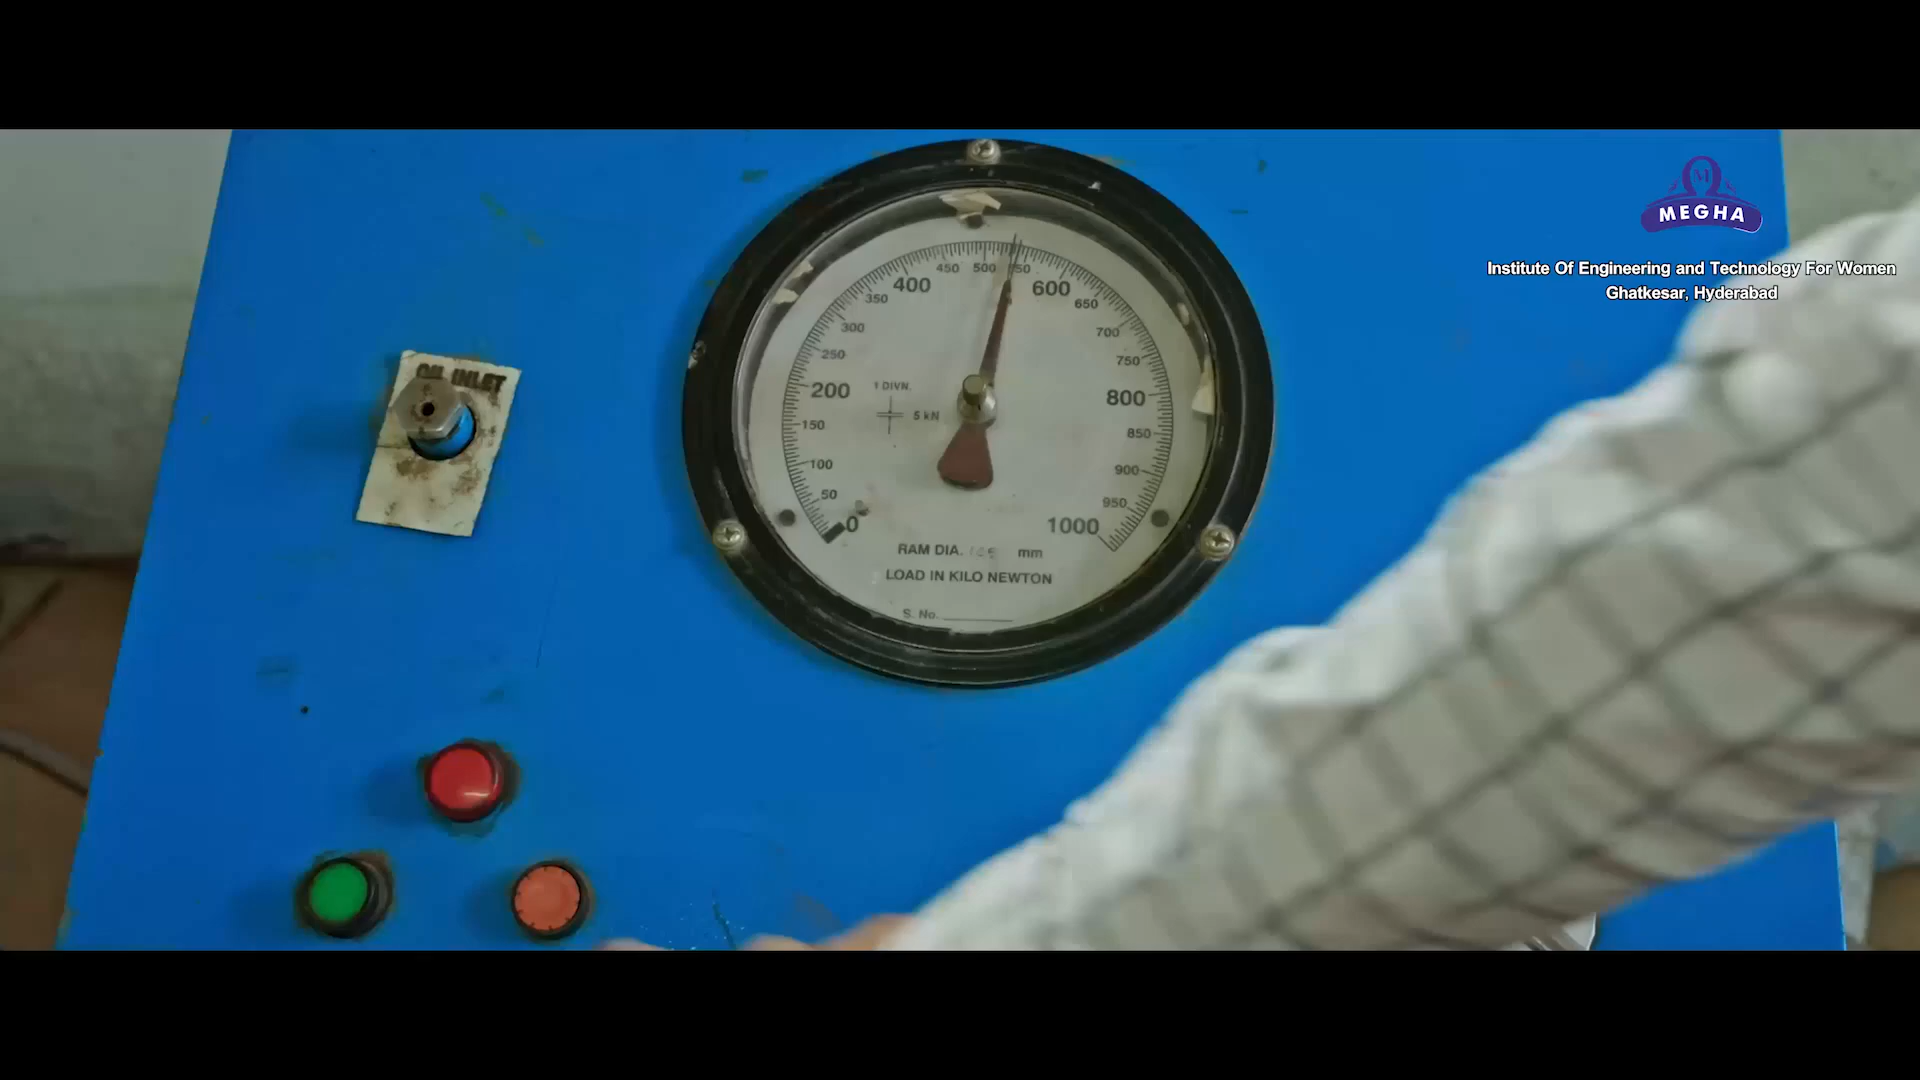 MEGHA
Institute Of Engineering and Technology For Women
Ghatkesar, Hyderabad
OIL INLET
0
50
100
150
200
250
300
350
400
450
500
600
650
700
750
800
850
900
950
1000
1 DIVN.
5 kN
RAM DIA. mm
LOAD IN KILO NEWTON
S. No.